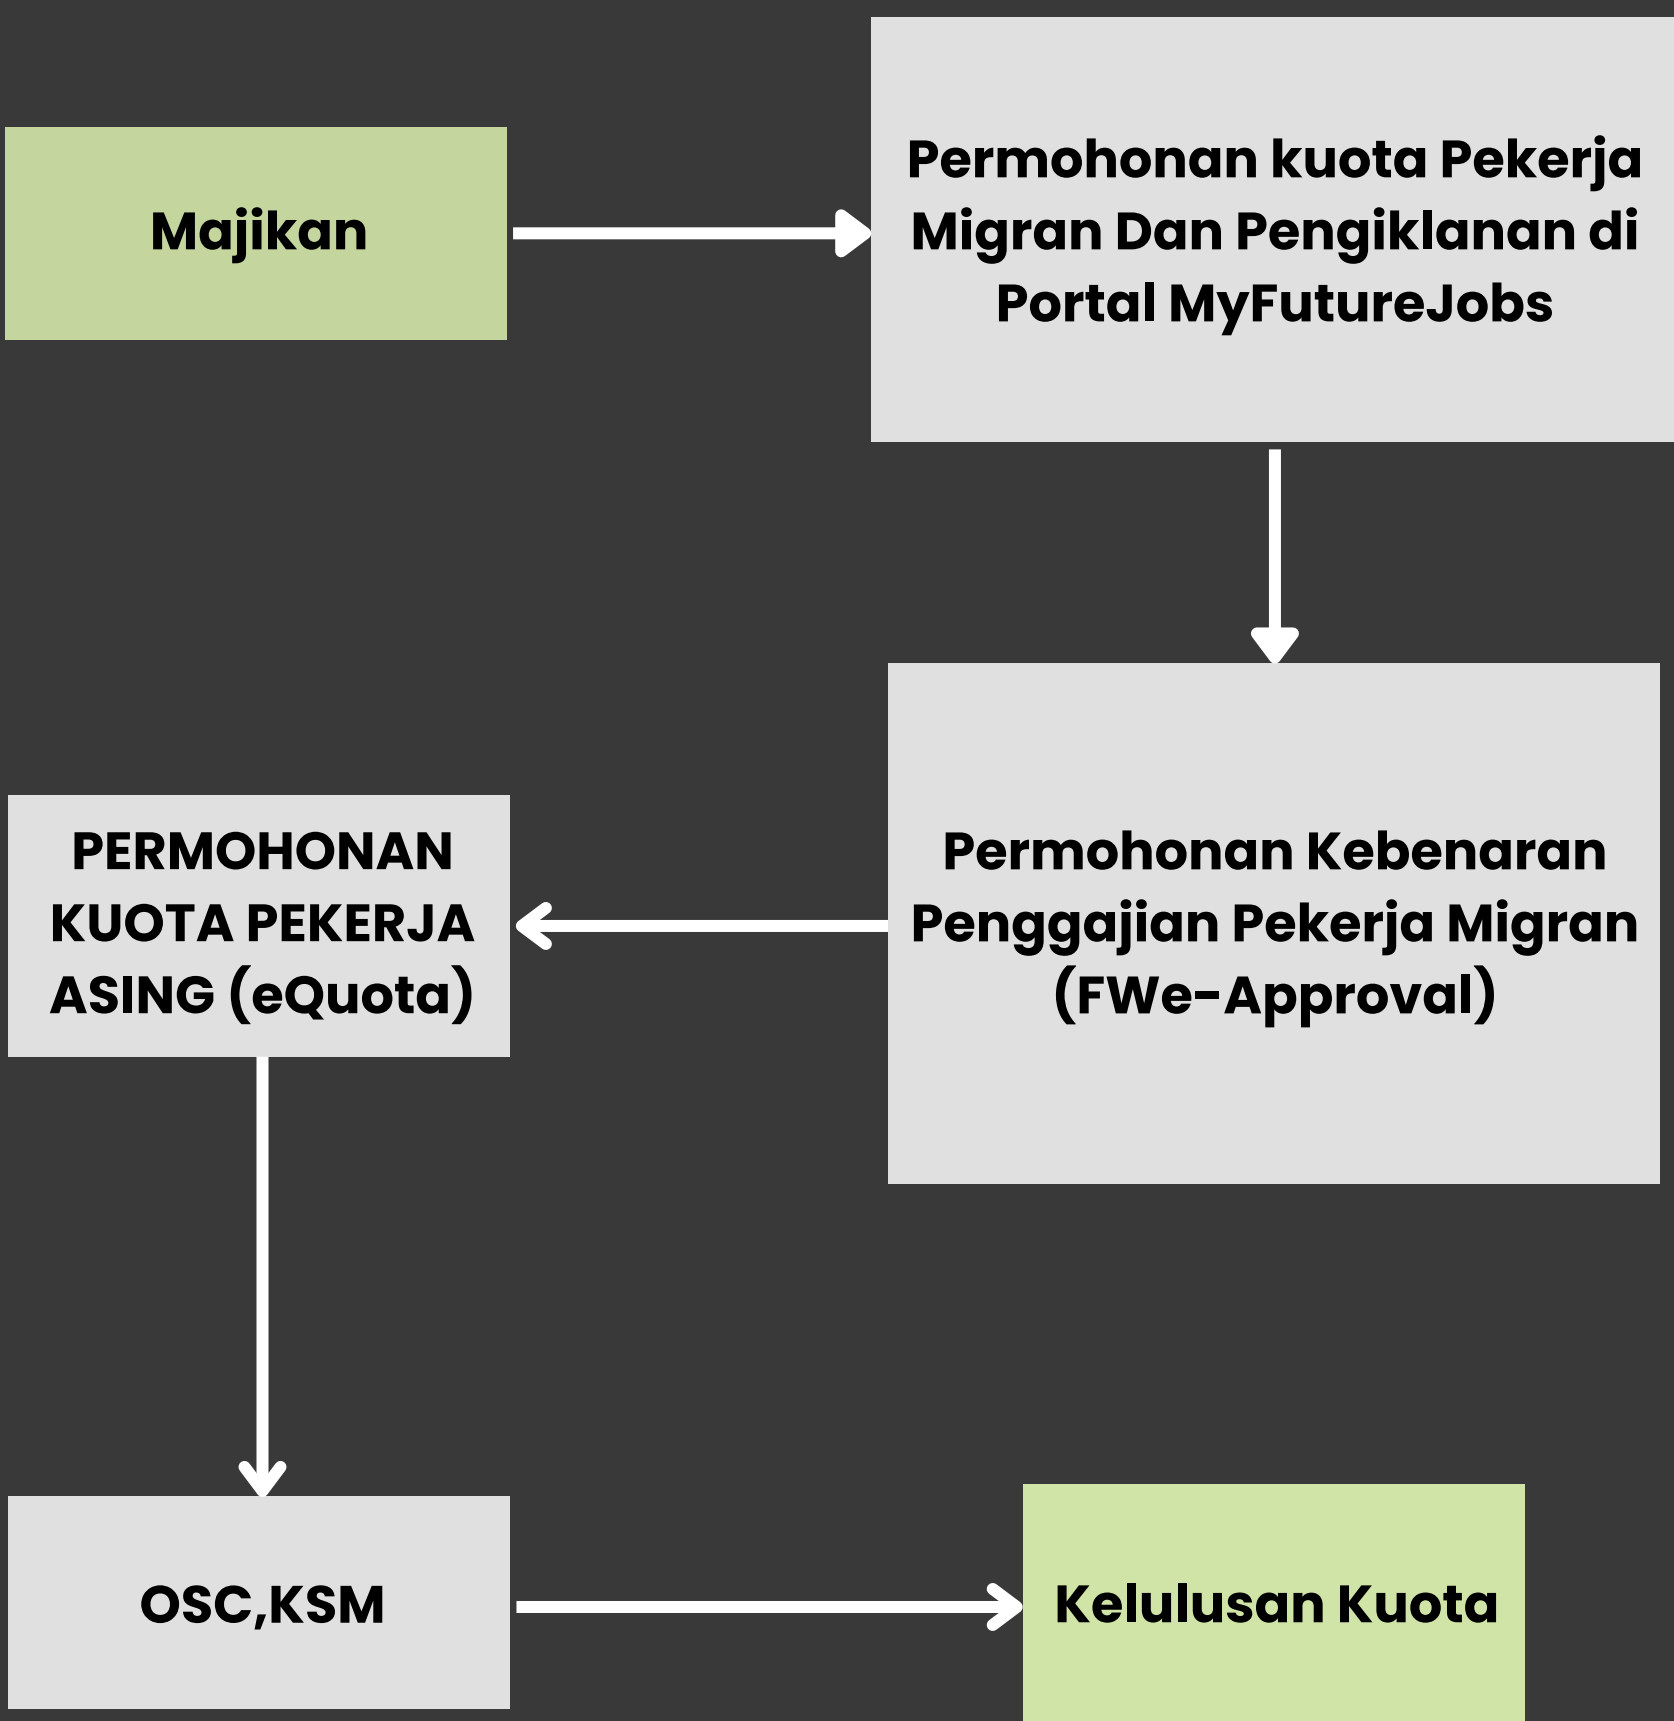 Majikan
Permohonan kuota Pekerja
Migran Dan Pengiklanan di
Portal MyFutureJobs
Permohonan Kebenaran
Penggajian Pekerja Migran
(FWe-Approval)
PERMOHONAN
KUOTA PEKERJA
ASING (eQuota)
OSC,KSM
Kelulusan Kuota